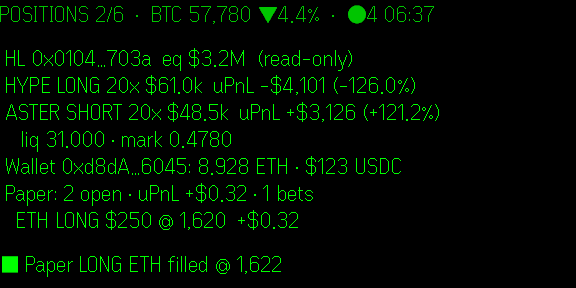 POSITIONS 2/6 · BTC 57,780 ▼4.4% · ●4 06:37
HL 0x0104…703a eq $3.2M (read-only)
HYPE LONG 20x $61.0k uPnL -$4,101 (-126.0%)
ASTER SHORT 20x $48.5k uPnL +$3,126 (+121.2%)
liq 31.000 · mark 0.4780
Wallet 0xd8dA…6045: 8.928 ETH · $123 USDC
Paper: 2 open · uPnL +$0.32 · 1 bets
ETH LONG $250 @ 1,620 +$0.32
■ Paper LONG ETH filled @ 1,622